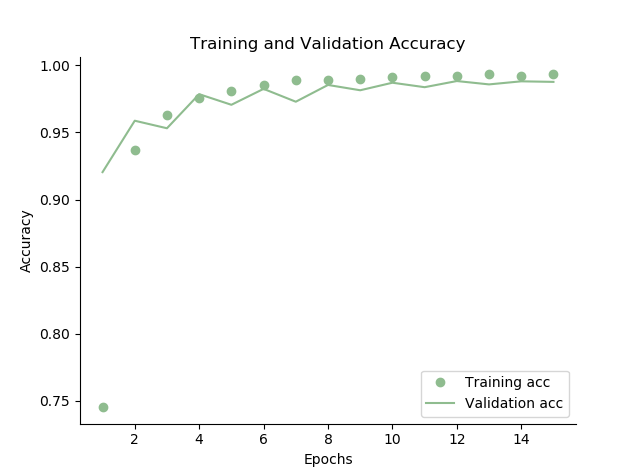 Training and Validation Accuracy
1.00
0.95
0.90
0.85
0.80
0.75
Accuracy
2 4 6 8 10 12 14
Epochs
Training acc
Validation acc